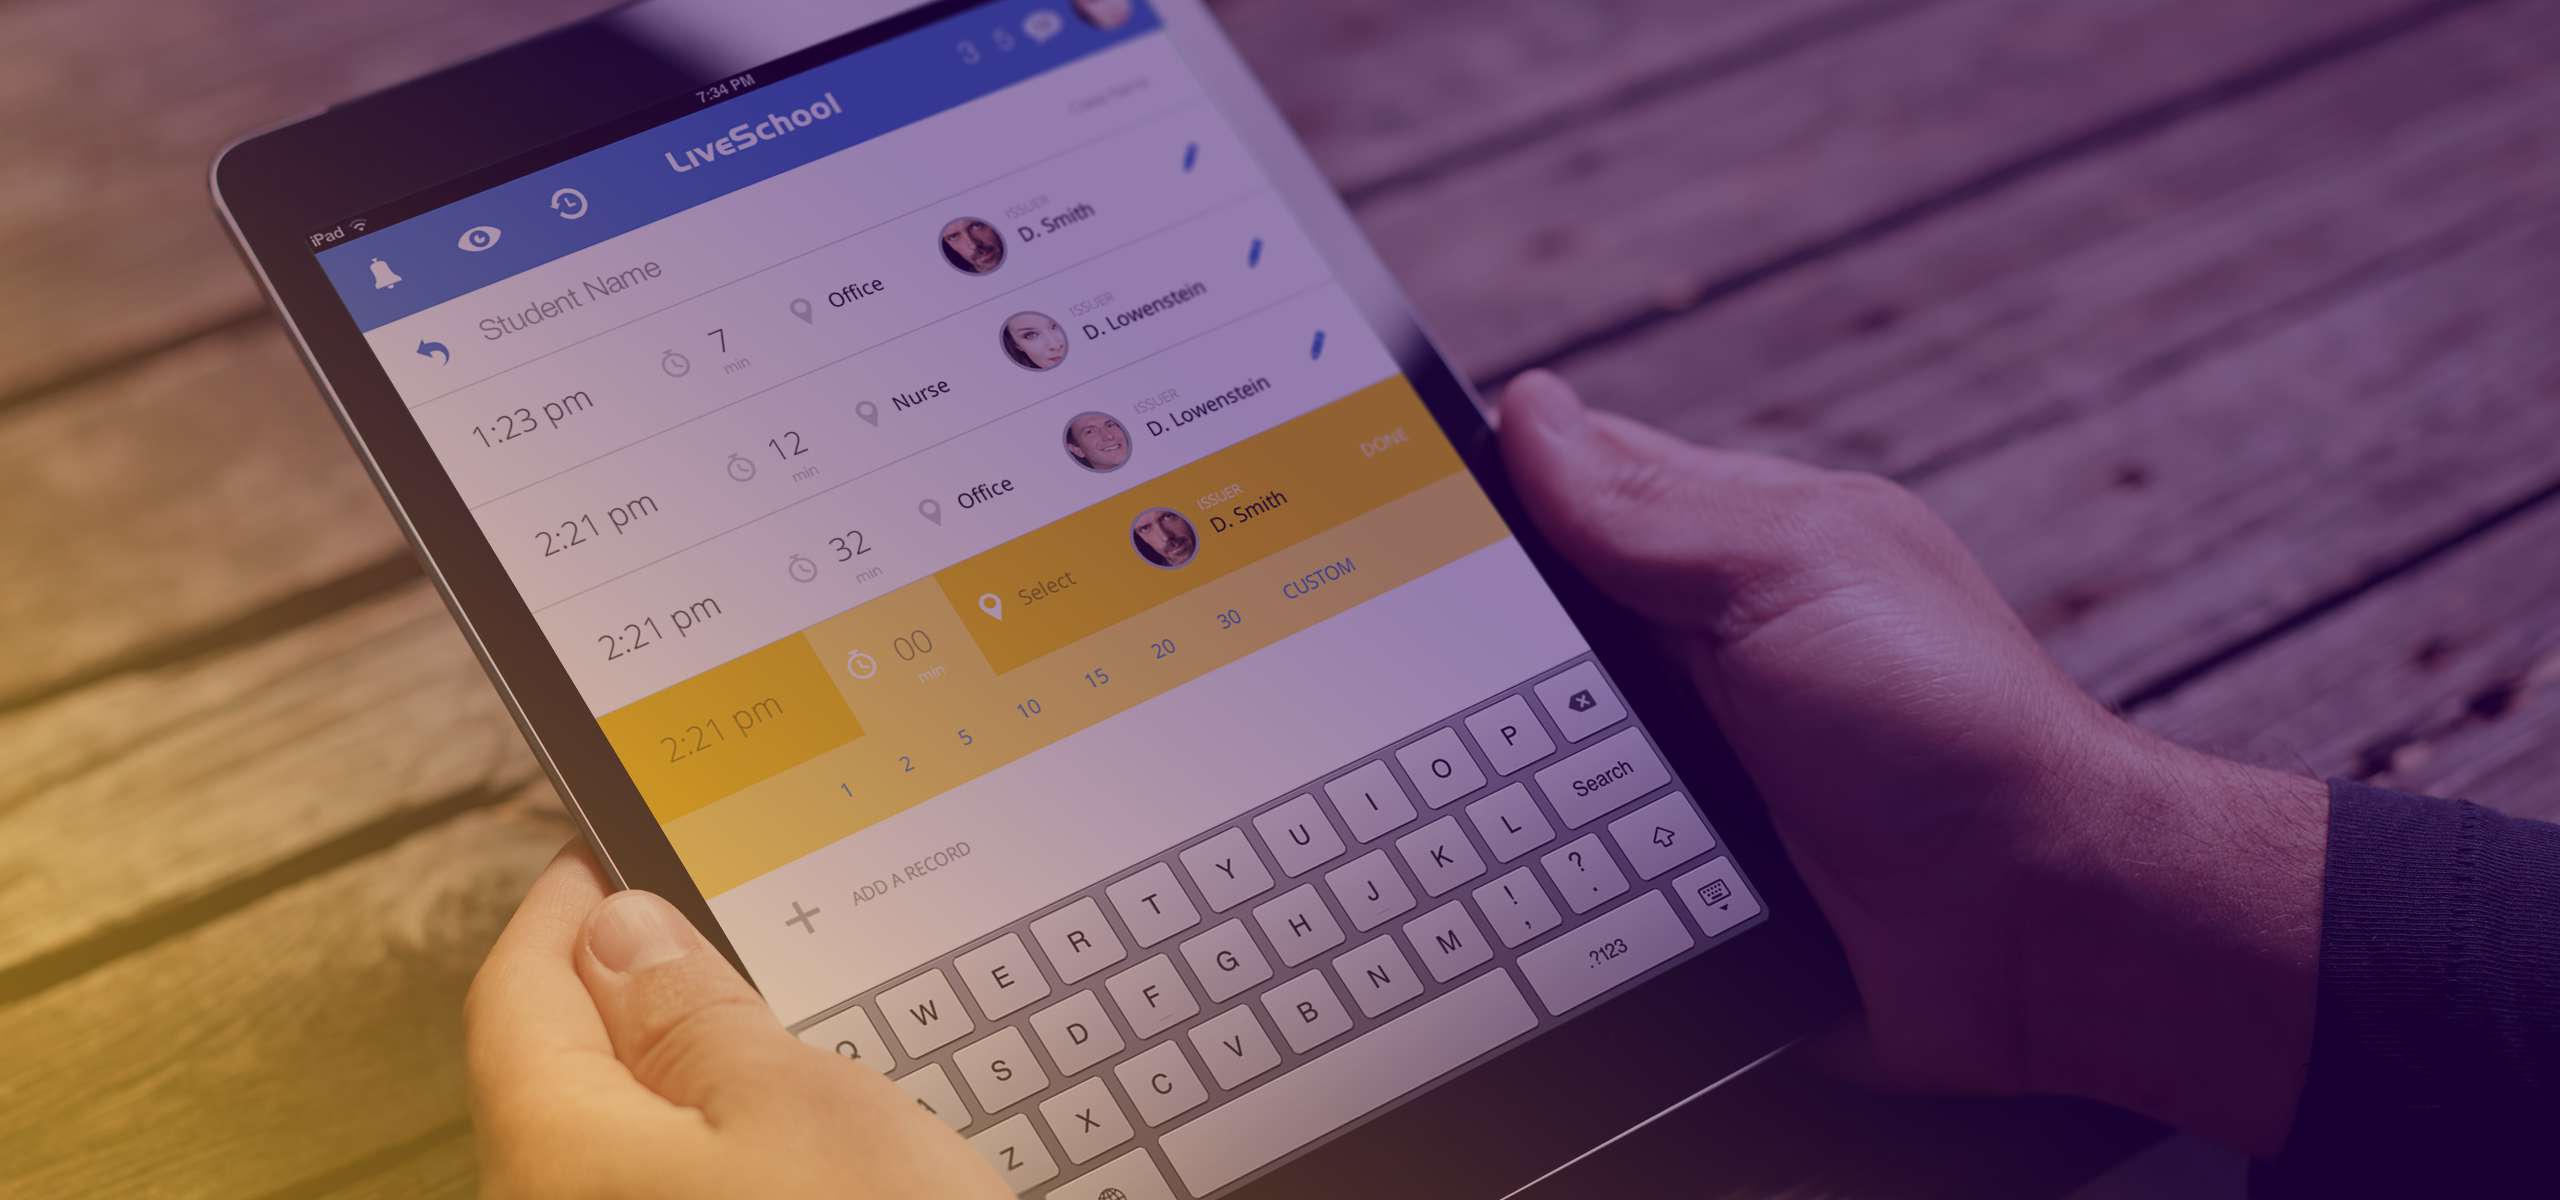 7:34 PM
iPad
LiveSchool
3 5
Student Name
1:23 pm 7 min Office ISSUER D. Smith
2:21 pm 12 min Nurse ISSUER D. Lowenstein
2:21 pm 32 min Office ISSUER D. Lowenstein
2:21 pm 00 min Select ISSUER D. Smith DONE
1 2 5 10 15 20 30 CUSTOM
ADD A RECORD
Q W E R T Y U I O P
A S D F G H J K L Search
Z X C V B N M ! , ? .
.?123